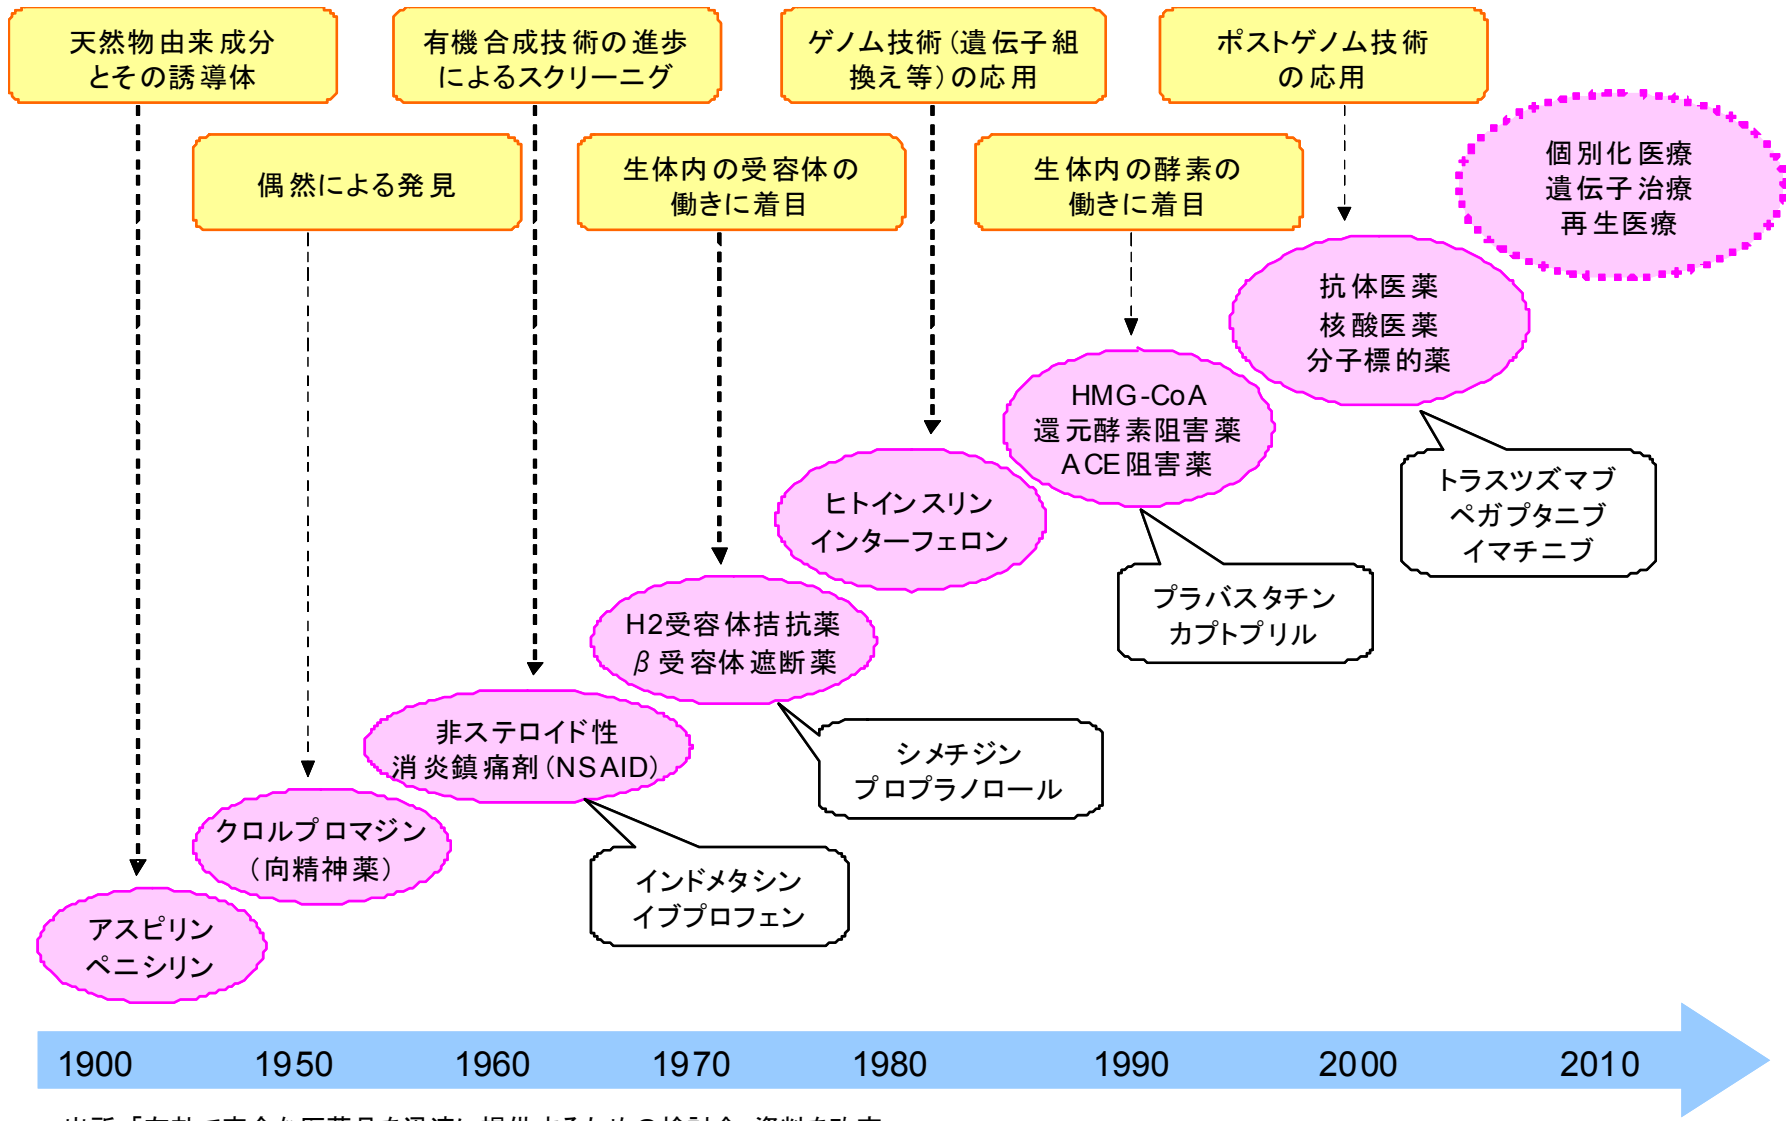 天然物由来成分
とその誘導体
有機合成技術の進歩
によるスクリーニグ
ゲノム技術(遺伝子組
換え等)の応用
ポストゲノム技術
の応用
偶然による発見
生体内の受容体の
働きに着目
生体内の酵素の
働きに着目
個別化医療
遺伝子治療
再生医療
抗体医薬
核酸医薬
分子標的薬
HMG-CoA
還元酵素阻害薬
ACE阻害薬
トラスツズマブ
ペガプタニブ
イマチニブ
ヒトインスリン
インターフェロン
プラバスタチン
カプトプリル
H2受容体拮抗薬
β受容体遮断薬
シメチジン
プロプラノロール
非ステロイド性
消炎鎮痛剤(NSAID)
クロルプロマジン
(向精神薬)
インドメタシン
イブプロフェン
アスピリン
ペニシリン
1900 1950 1960 1970 1980 1990 2000 2010